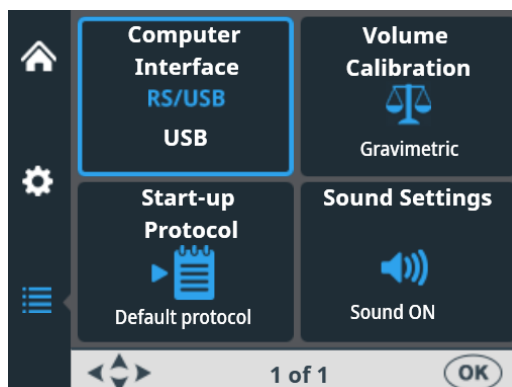 Computer
Interface
RS/USB
USB
Volume
Calibration
Gravimetric
Start-up
Protocol
Default protocol
Sound Settings
Sound ON
1 of 1
OK